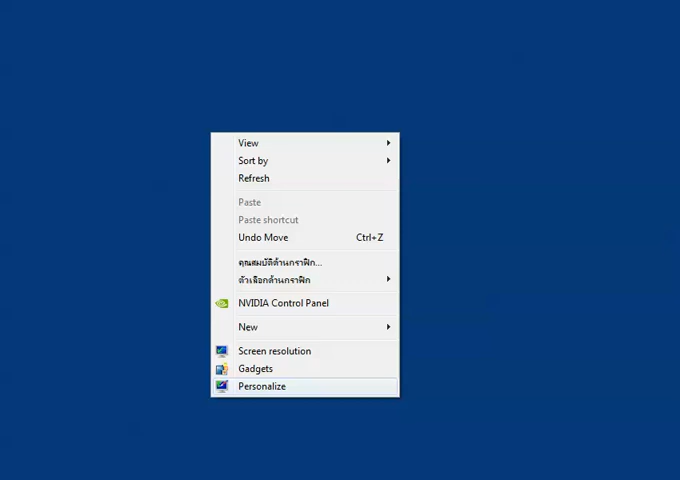 View
Sort by
Refresh
Paste
Paste shortcut
Undo Move Ctrl+Z
คุณสมบัติด้านกราฟิก...
ตัวเลือกด้านกราฟิก
NVIDIA Control Panel
New
Screen resolution
Gadgets
Personalize